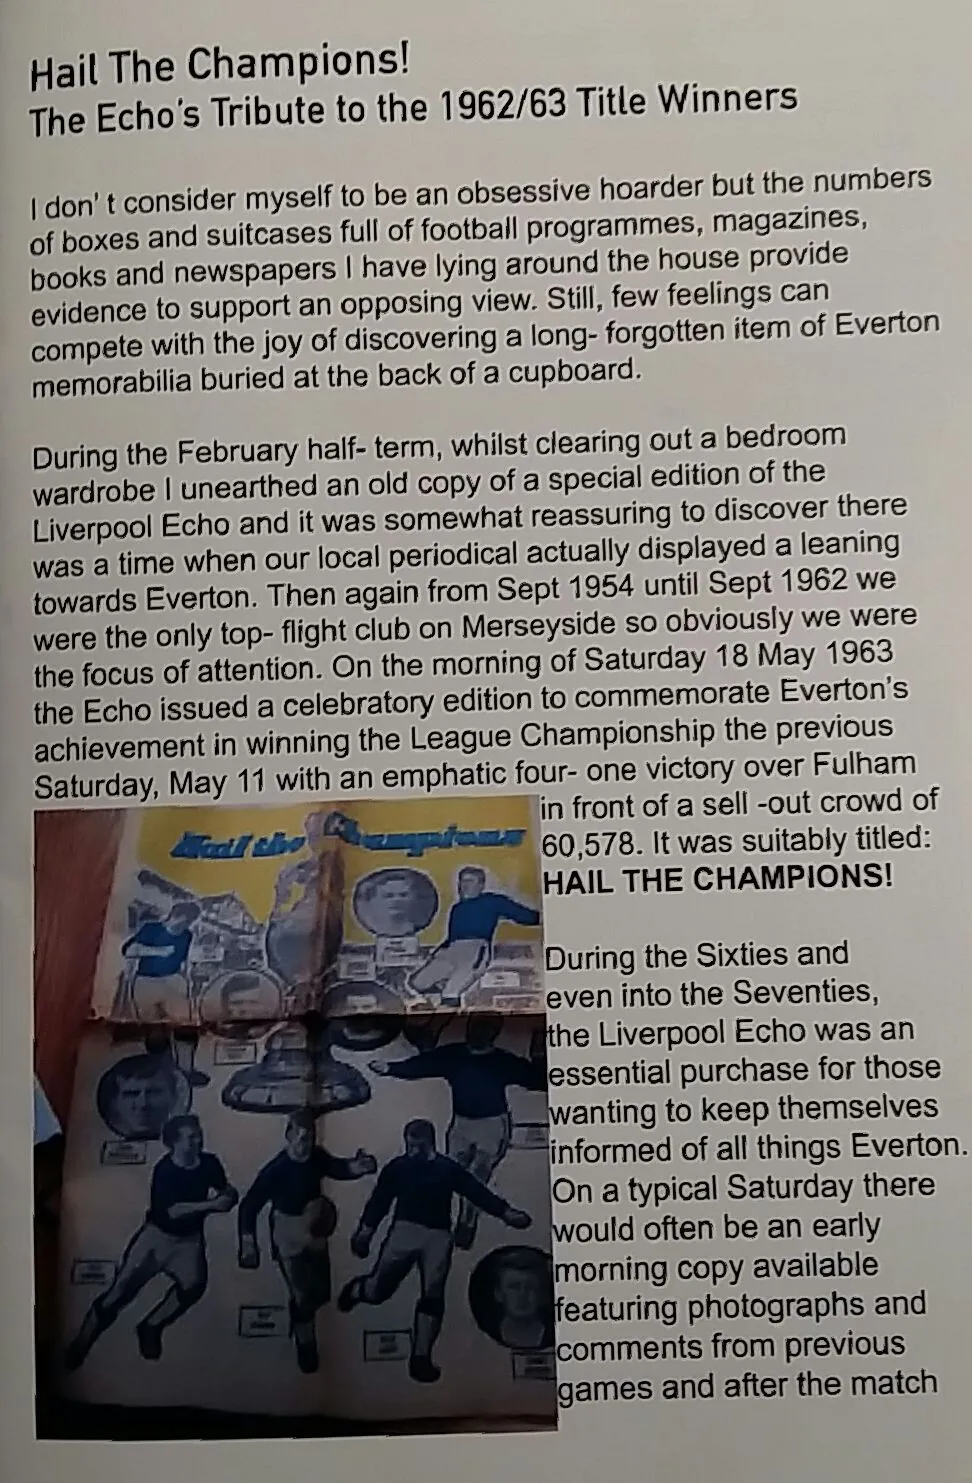 Hail The Champions!
The Echo's Tribute to the 1962/63 Title Winners
I don' t consider myself to be an obsessive hoarder but the numbers
of boxes and suitcases full of football programmes, magazines,
books and newspapers I have lying around the house provide
evidence to support an opposing view. Still, few feelings can
compete with the joy of discovering a long- forgotten item of Everton
memorabilia buried at the back of a cupboard.
During the February half- term, whilst clearing out a bedroom
wardrobe I unearthed an old copy of a special edition of the
Liverpool Echo and it was somewhat reassuring to discover there
was a time when our local periodical actually displayed a leaning
towards Everton. Then again from Sept 1954 until Sept 1962 we
were the only top- flight club on Merseyside so obviously we were
the focus of attention. On the morning of Saturday 18 May 1963
the Echo issued a celebratory edition to commemorate Everton's
achievement in winning the League Championship the previous
Saturday, May 11 with an emphatic four- one victory over Fulham
in front of a sell -out crowd of
60,578. It was suitably titled:
HAIL THE CHAMPIONS!
Hail the Champions
During the Sixties and
even into the Seventies,
the Liverpool Echo was an
essential purchase for those
wanting to keep themselves
informed of all things Everton.
On a typical Saturday there
would often be an early
morning copy available
featuring photographs and
comments from previous
games and after the match